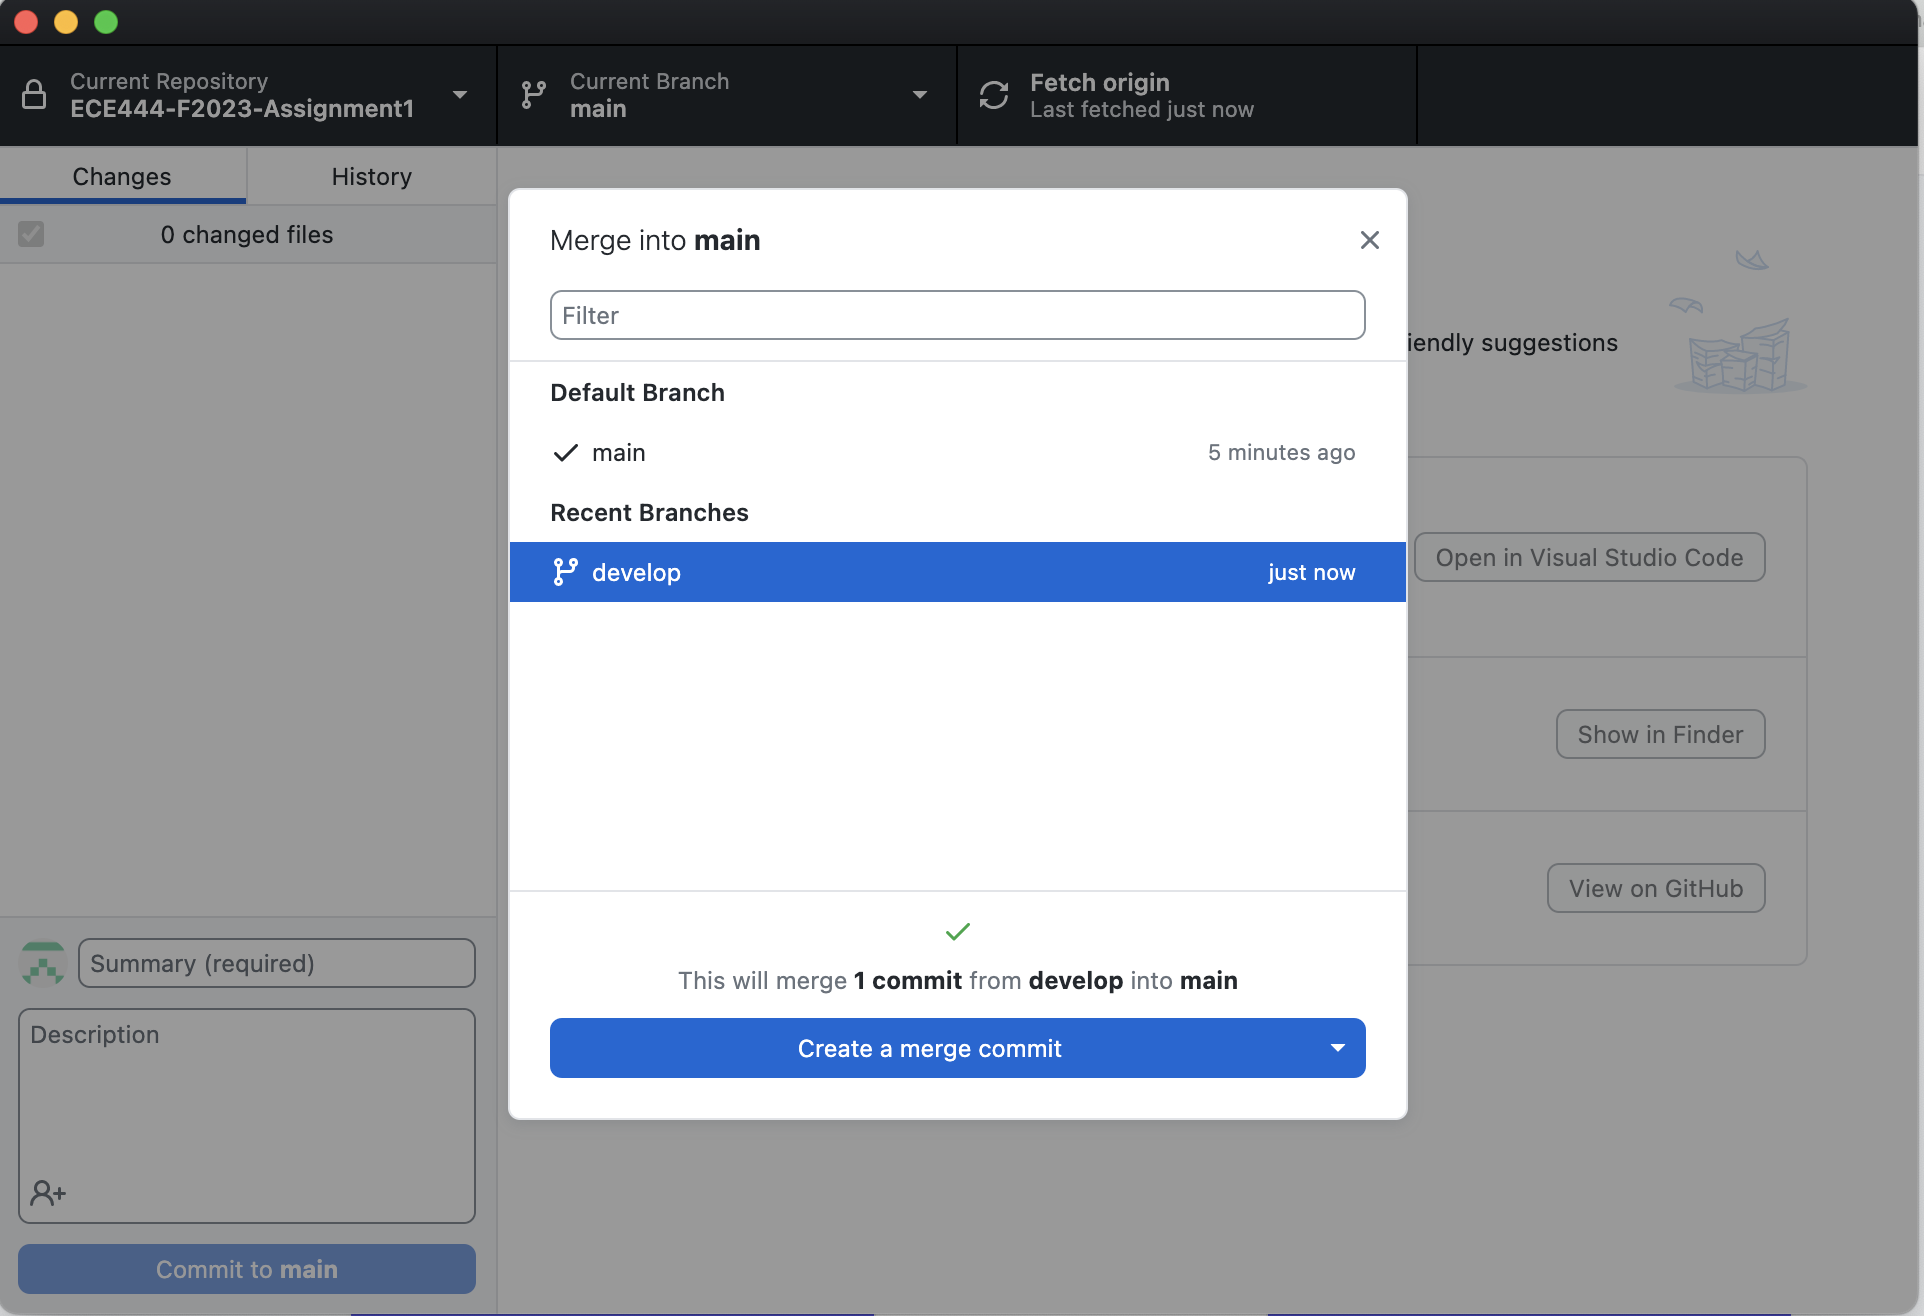 Current Repository
ECE444-F2023-Assignment1
Current Branch
main
Fetch origin
Last fetched just now
Changes
History
0 changed files
Merge into main
Filter
Default Branch
main
5 minutes ago
Recent Branches
develop
just now
This will merge 1 commit from develop into main
Create a merge commit
iendly suggestions
Open in Visual Studio Code
Show in Finder
View on GitHub
Summary (required)
Description
Commit to main